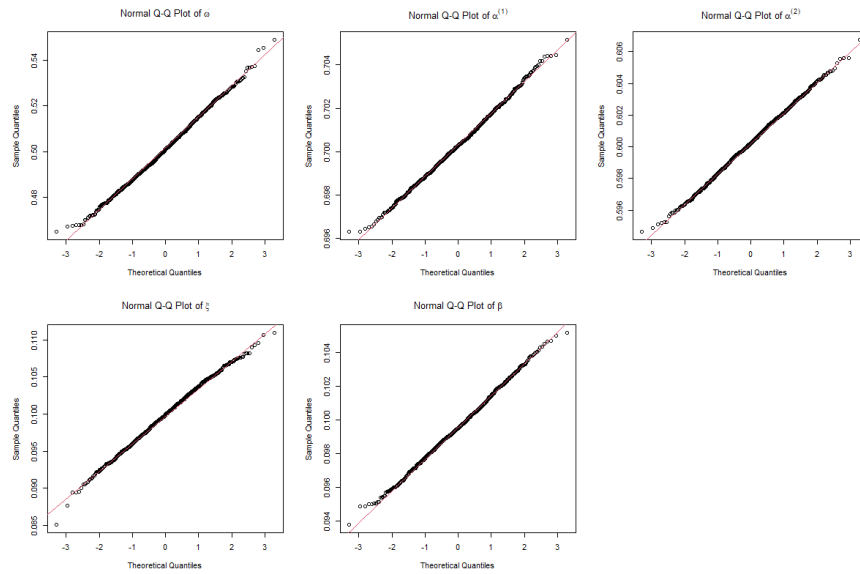 Normal Q-Q Plot of ω
Normal Q-Q Plot of α(1)
Normal Q-Q Plot of α(2)
Sample Quantiles
0.48 0.50 0.52 0.54
-3 -2 -1 0 1 2 3
Theoretical Quantiles
Sample Quantiles
0.696 0.698 0.700 0.702 0.704
-3 -2 -1 0 1 2 3
Theoretical Quantiles
Sample Quantiles
0.596 0.598 0.600 0.602 0.604 0.606
-3 -2 -1 0 1 2 3
Theoretical Quantiles
Normal Q-Q Plot of ξ
Normal Q-Q Plot of β
Sample Quantiles
0.085 0.090 0.095 0.100 0.105 0.110
-3 -2 -1 0 1 2 3
Theoretical Quantiles
Sample Quantiles
0.094 0.096 0.098 0.100 0.102 0.104
-3 -2 -1 0 1 2 3
Theoretical Quantiles